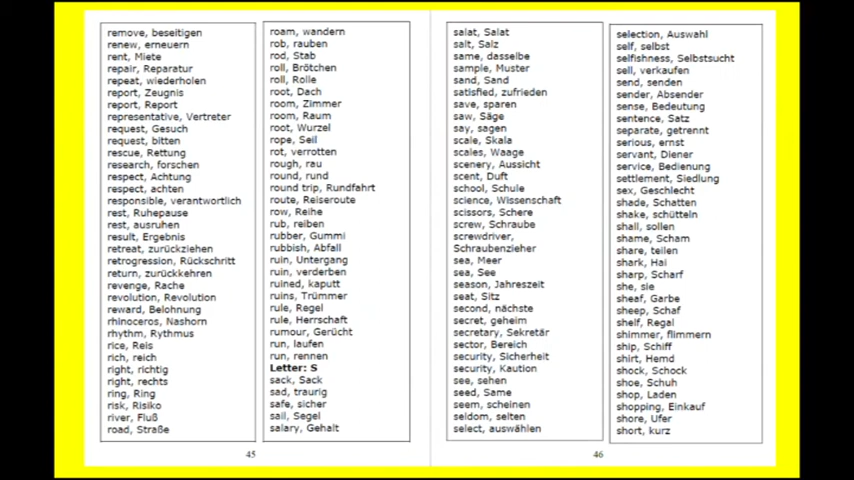 remove, beseitigen
renew, erneuern
rent, Miete
repair, Reparatur
repeat, wiederholen
report, Zeugnis
report, Report
representative, Vertreter
request, Gesuch
request, bitten
rescue, Rettung
research, forschen
respect, Achtung
respect, achten
responsible, verantwortlich
rest, Ruhepause
rest, ausruhen
result, Ergebnis
retreat, zurückziehen
retrogression, Rückschritt
return, zurückkehren
revenge, Rache
revolution, Revolution
reward, Belohnung
rhinoceros, Nashorn
rhythm, Rythmus
rice, Reis
rich, reich
right, richtig
right, rechts
ring, Ring
risk, Risiko
river, Fluß
road, Straße
roam, wandern
rob, rauben
rod, Stab
roll, Brötchen
roll, Rolle
root, Dach
room, Zimmer
room, Raum
root, Wurzel
rope, Seil
rot, verrotten
rough, rau
round, rund
round trip, Rundfahrt
route, Reiseroute
row, Reihe
rub, reiben
rubber, Gummi
rubbish, Abfall
ruin, Untergang
ruin, verderben
ruined, kaputt
ruins, Trümmer
rule, Regel
rule, Herrschaft
rumour, Gerücht
run, laufen
run, rennen
Letter: S
sack, Sack
sad, traurig
safe, sicher
sail, Segel
salary, Gehalt
45
salat, Salat
salt, Salz
same, dasselbe
sample, Muster
sand, Sand
satisfied, zufrieden
save, sparen
saw, Säge
say, sagen
scale, Skala
scales, Waage
scenery, Aussicht
scent, Duft
school, Schule
science, Wissenschaft
scissors, Schere
screw, Schraube
screwdriver,
Schraubenzieher
sea, Meer
sea, See
season, Jahreszeit
seat, Sitz
second, nächste
secret, geheim
secretary, Sekretär
sector, Bereich
security, Sicherheit
security, Kaution
see, sehen
seed, Same
seem, scheinen
seldom, selten
select, auswählen
selection, Auswahl
self, selbst
selfishness, Selbstsucht
sell, verkaufen
send, senden
sender, Absender
sense, Bedeutung
sentence, Satz
separate, getrennt
serious, ernst
servant, Diener
service, Bedienung
settlement, Siedlung
sex, Geschlecht
shade, Schatten
shake, schütteln
shall, sollen
shame, Scham
share, teilen
shark, Hai
sharp, Scharf
she, sie
sheaf, Garbe
sheep, Schaf
shelf, Regal
shimmer, flimmern
ship, Schiff
shirt, Hemd
shock, Schock
shoe, Schuh
shop, Laden
shopping, Einkauf
shore, Ufer
short, kurz
46